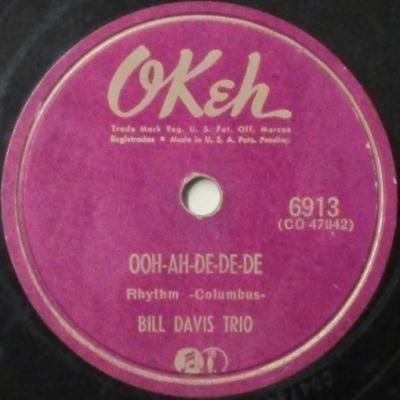 OKeh
Trade Mark Reg. U. S. Pat. Off. Marcas
Registradas • Made in U. S. A. Pats. Pending.
6913
(CO 47842)
OOH-AH-DE-DE-DE
Rhythm -Columbus-
BILL DAVIS TRIO